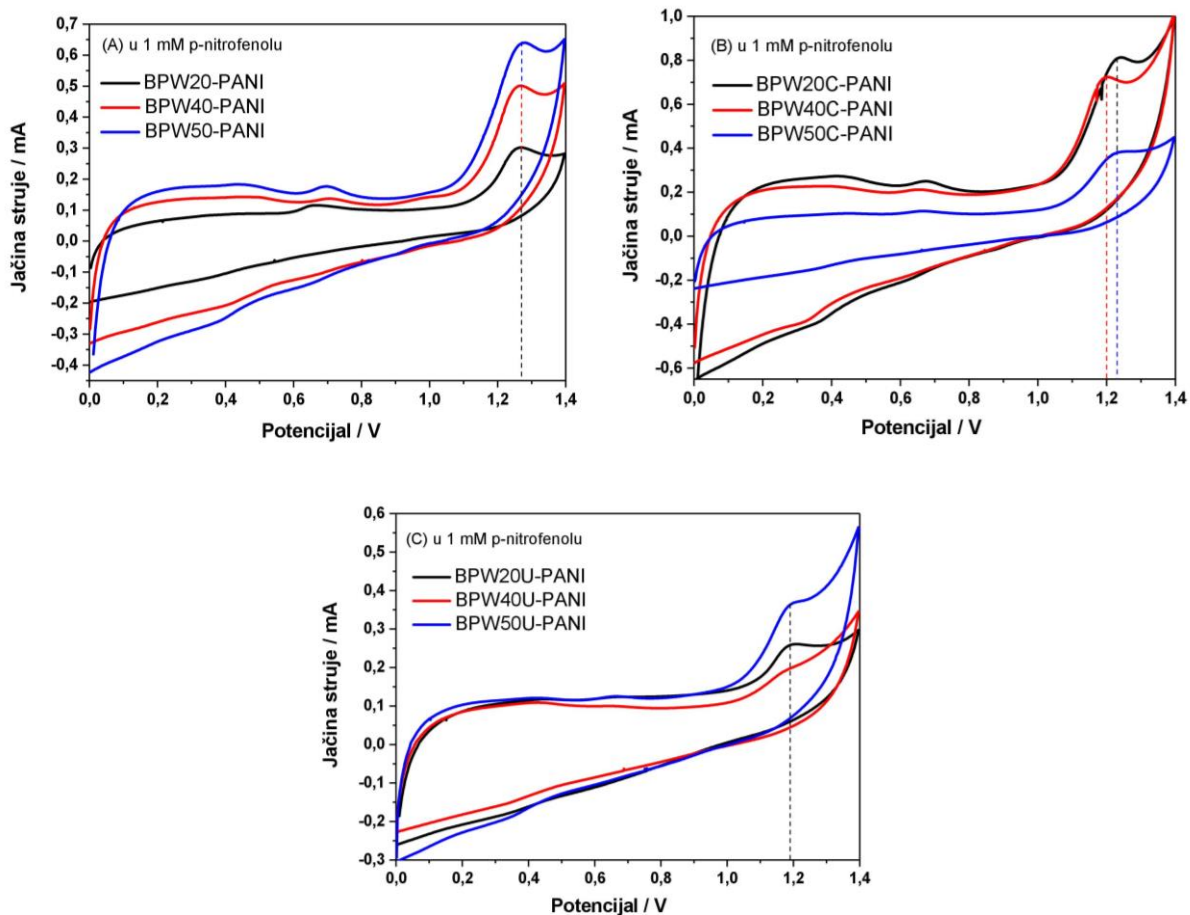 (A) u 1 mM p-nitrofenolu
BPW20-PANI
BPW40-PANI
BPW50-PANI
Jačina struje / mA
0,7
0,6
0,5
0,4
0,3
0,2
0,1
0,0
-0,1
-0,2
-0,3
-0,4
0,0 0,2 0,4 0,6 0,8 1,0 1,2 1,4
Potencijal / V
(B) u 1 mM p-nitrofenolu
BPW20C-PANI
BPW40C-PANI
BPW50C-PANI
Jačina struje / mA
1,0
0,8
0,6
0,4
0,2
0,0
-0,2
-0,4
-0,6
0,0 0,2 0,4 0,6 0,8 1,0 1,2 1,4
Potencijal / V
(C) u 1 mM p-nitrofenolu
BPW20U-PANI
BPW40U-PANI
BPW50U-PANI
Jačina struje / mA
0,6
0,5
0,4
0,3
0,2
0,1
0,0
-0,1
-0,2
-0,3
0,0 0,2 0,4 0,6 0,8 1,0 1,2 1,4
Potencijal / V